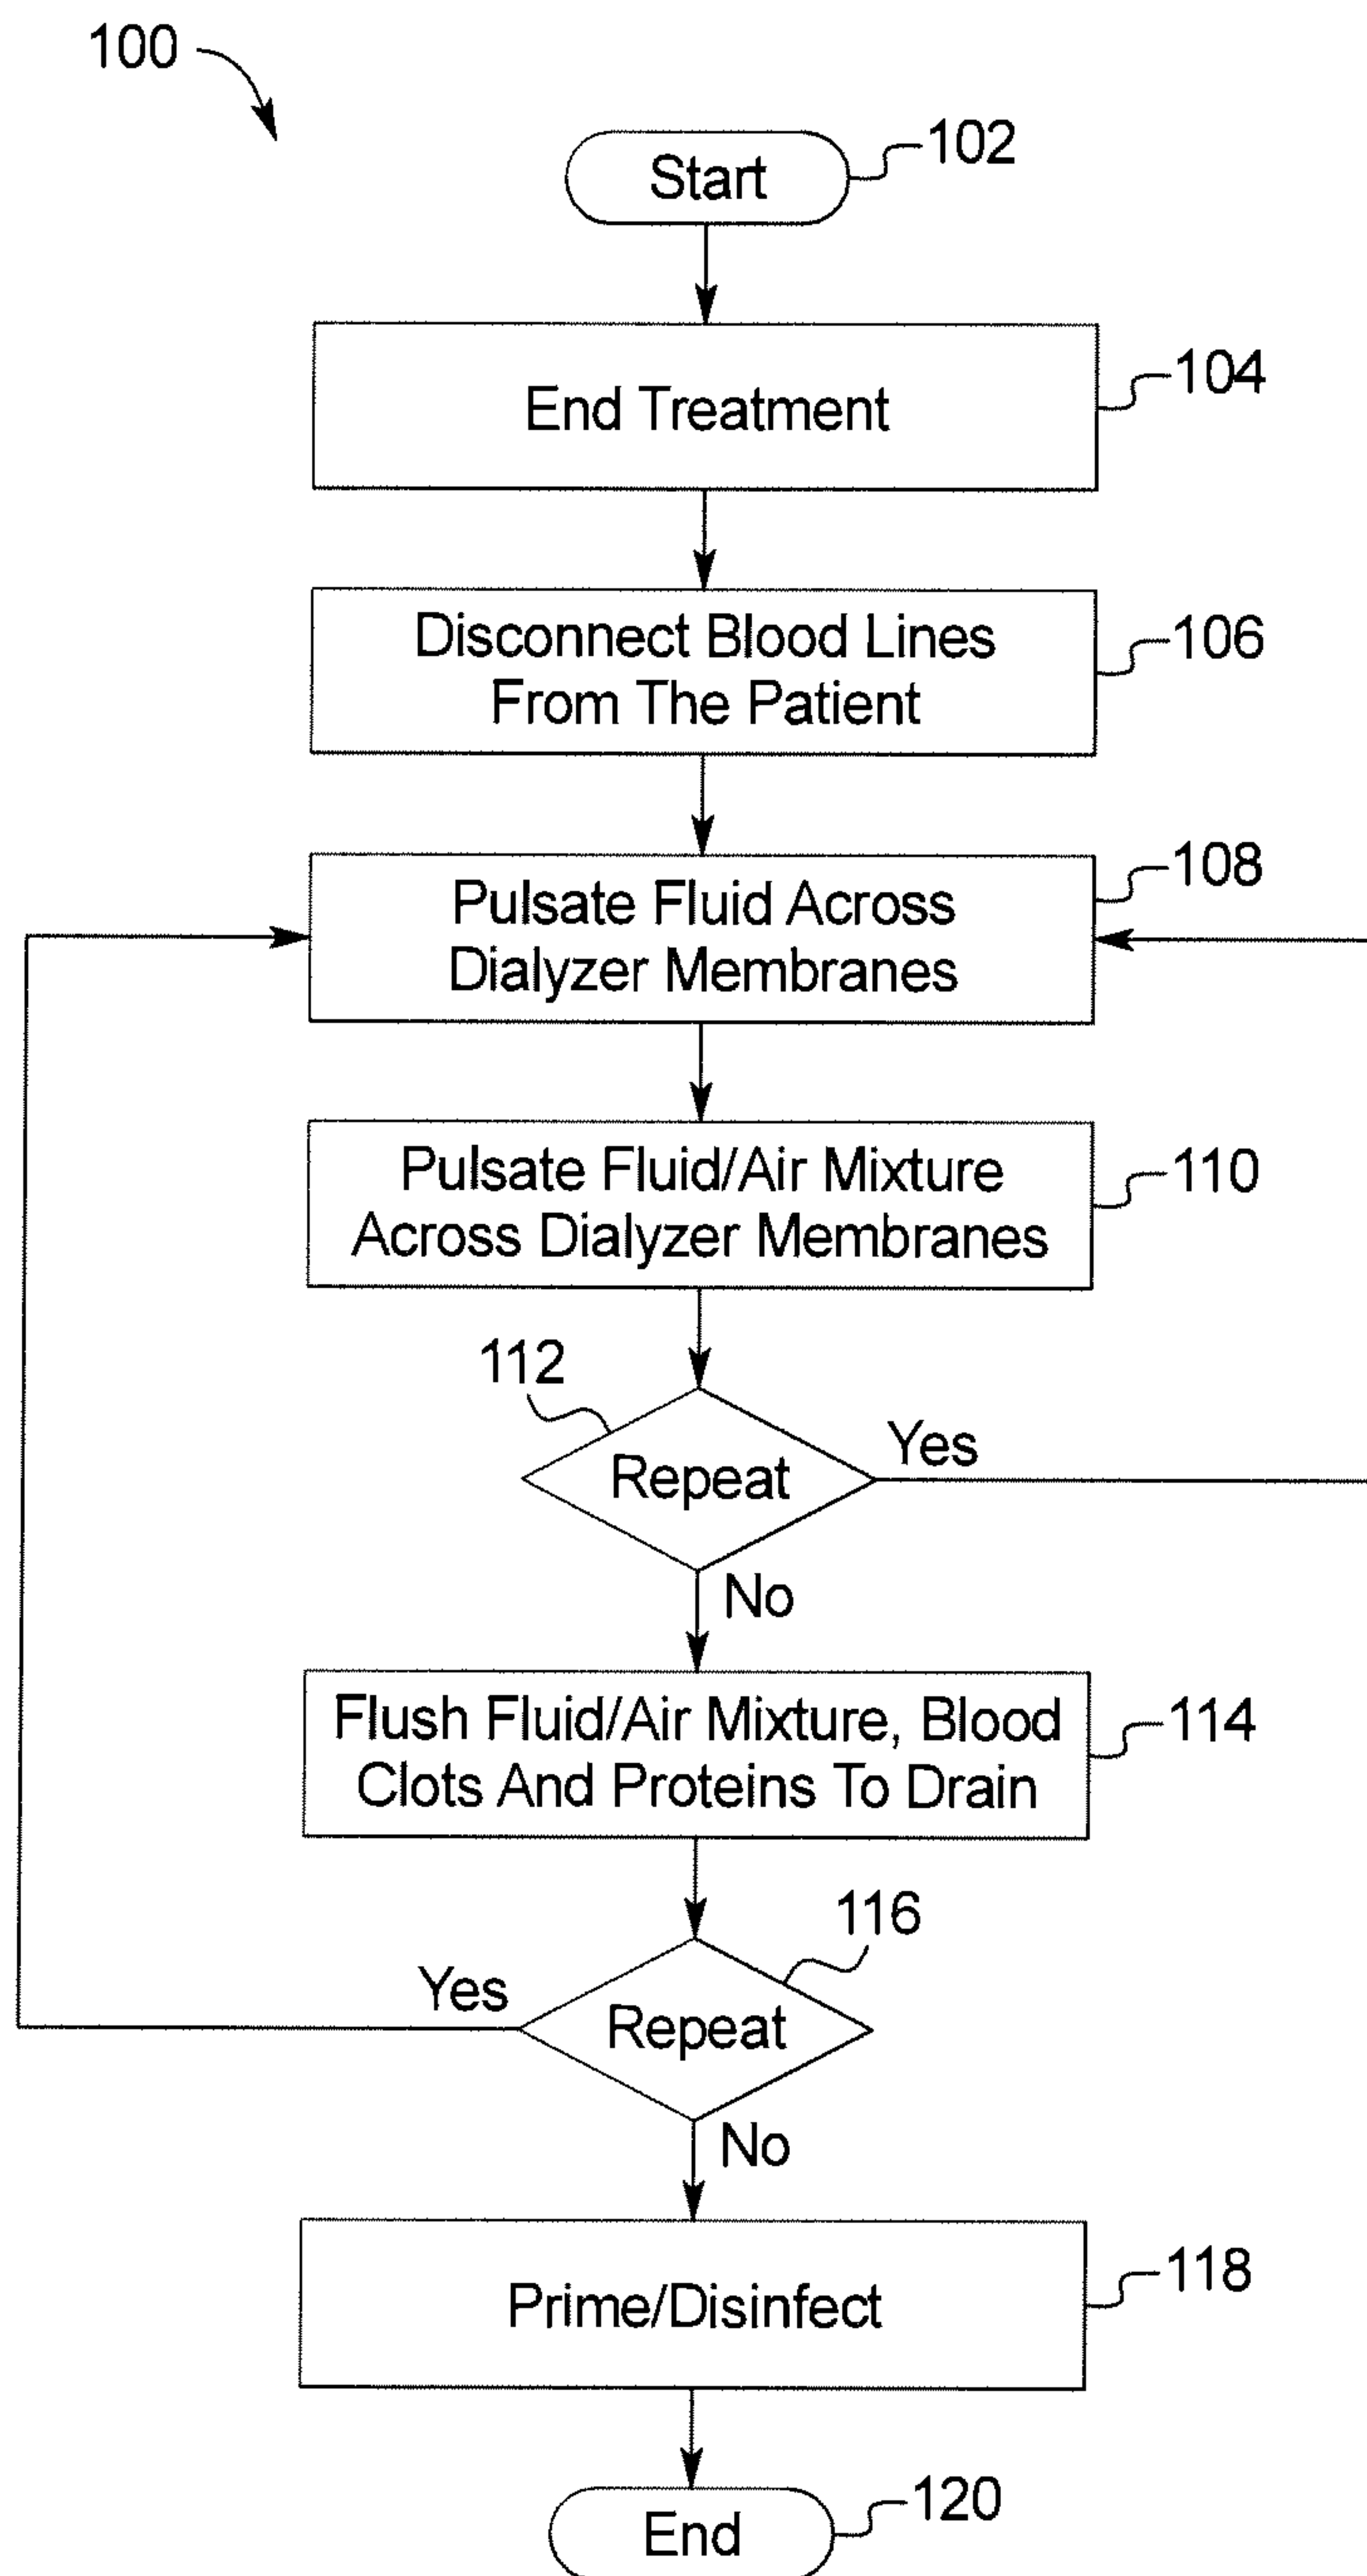 100
Start
102
End Treatment
104
Disconnect Blood Lines
From The Patient
106
Pulsate Fluid Across
Dialyzer Membranes
108
Pulsate Fluid/Air Mixture
Across Dialyzer Membranes
110
112
Repeat
Yes
No
Flush Fluid/Air Mixture, Blood
Clots And Proteins To Drain
114
116
Yes
Repeat
No
Prime/Disinfect
118
End
120